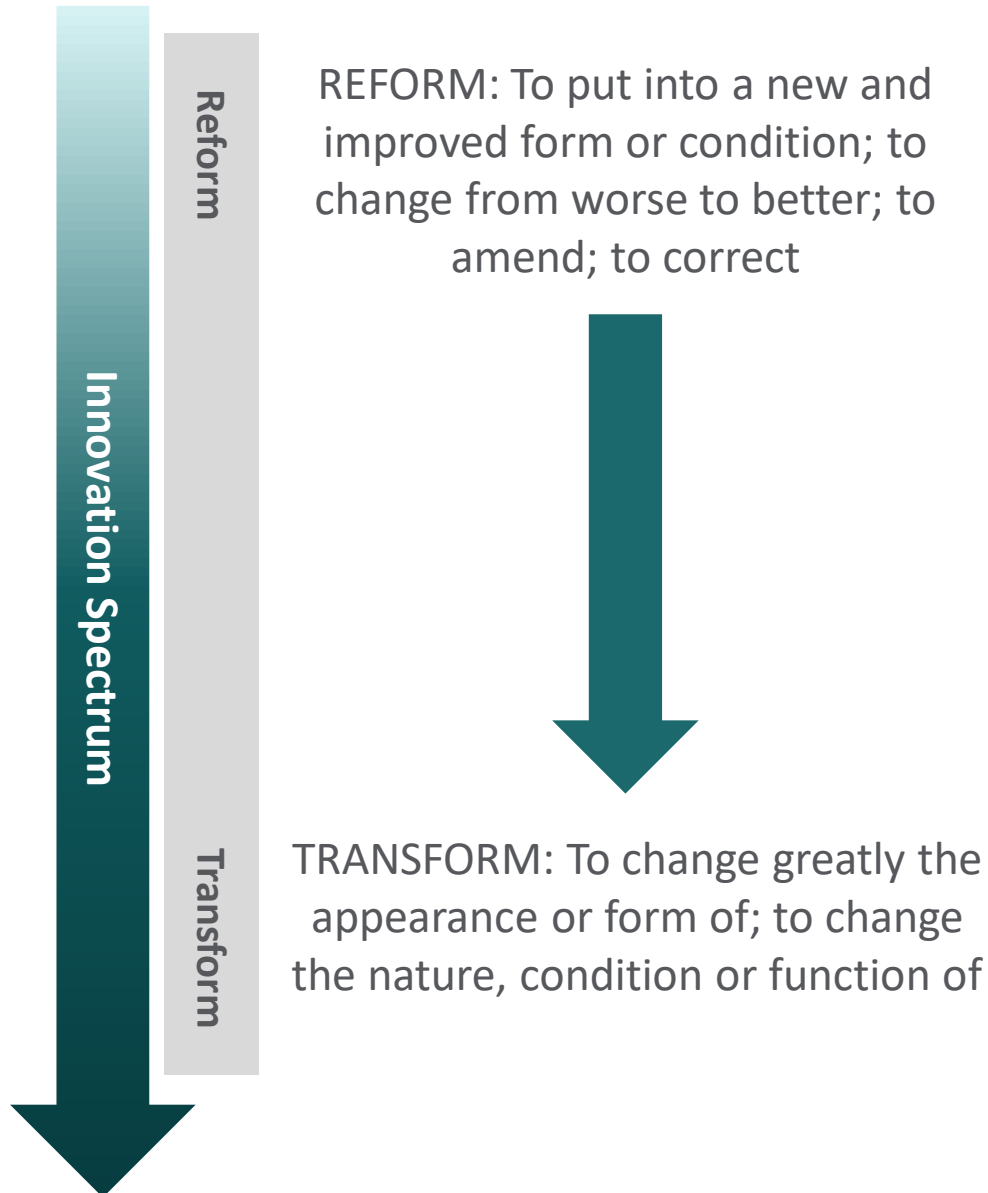 Innovation Spectrum
Reform
REFORM: To put into a new and
improved form or condition; to
change from worse to better; to
amend; to correct
Transform
TRANSFORM: To change greatly the
appearance or form of; to change
the nature, condition or function of